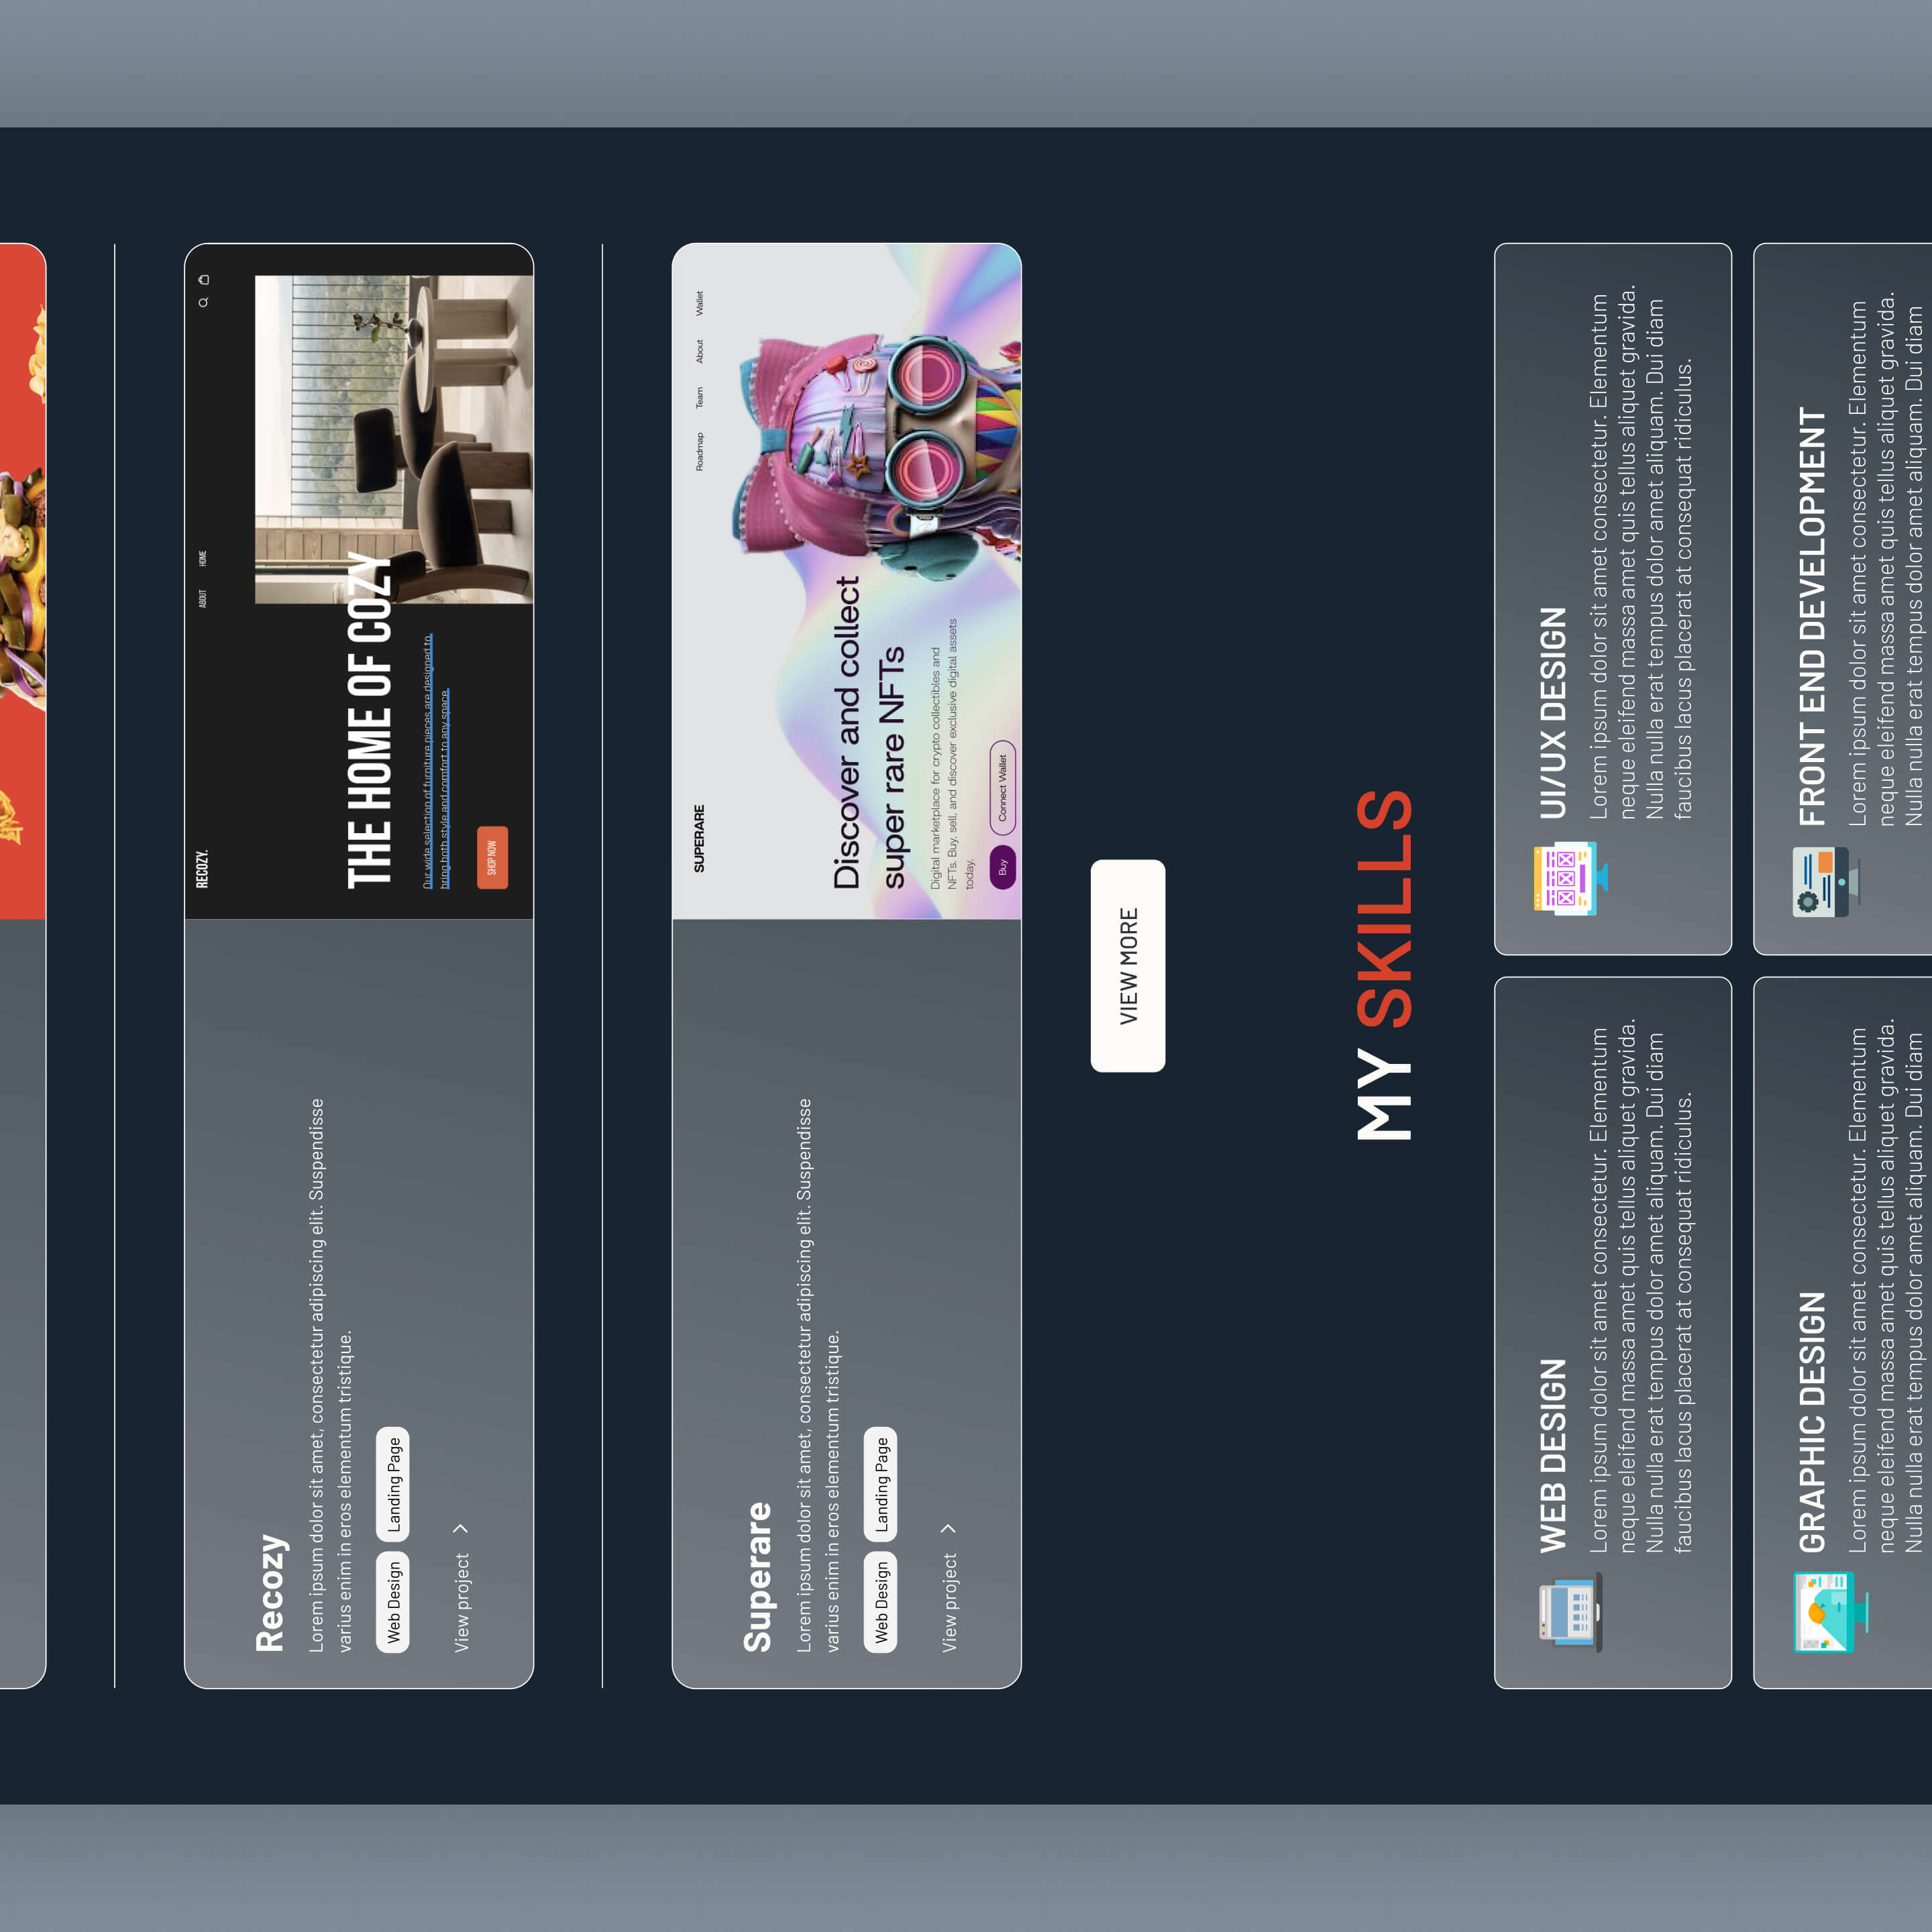 Recozy
Lorem ipsum dolor sit amet, consectetur adipiscing elit. Suspendisse
varius enim in eros elementum tristique.
Web Design
Landing Page
View project
RECOZY.
ABOUT
HOME
THE HOME OF COZY
Our wide selection of furniture pieces are designed to
bring both style and comfort to any space.
SHOP NOW
Superare
Lorem ipsum dolor sit amet, consectetur adipiscing elit. Suspendisse
varius enim in eros elementum tristique.
Web Design
Landing Page
View project
SUPERARE
Roadmap
Team
About
Wallet
Discover and collect
super rare NFTs
Digital marketplace for crypto collectibles and
NFTs. Buy, sell, and discover exclusive digital assets
today.
Buy
Connect Wallet
VIEW MORE
MY SKILLS
WEB DESIGN
Lorem ipsum dolor sit amet consectetur. Elementum
neque eleifend massa amet quis tellus aliquet gravida.
Nulla nulla erat tempus dolor amet aliquam. Dui diam
faucibus lacus placerat at consequat ridiculus.
UI/UX DESIGN
Lorem ipsum dolor sit amet consectetur. Elementum
neque eleifend massa amet quis tellus aliquet gravida.
Nulla nulla erat tempus dolor amet aliquam. Dui diam
faucibus lacus placerat at consequat ridiculus.
GRAPHIC DESIGN
Lorem ipsum dolor sit amet consectetur. Elementum
neque eleifend massa amet quis tellus aliquet gravida.
Nulla nulla erat tempus dolor amet aliquam. Dui diam
FRONT END DEVELOPMENT
Lorem ipsum dolor sit amet consectetur. Elementum
neque eleifend massa amet quis tellus aliquet gravida.
Nulla nulla erat tempus dolor amet aliquam. Dui diam